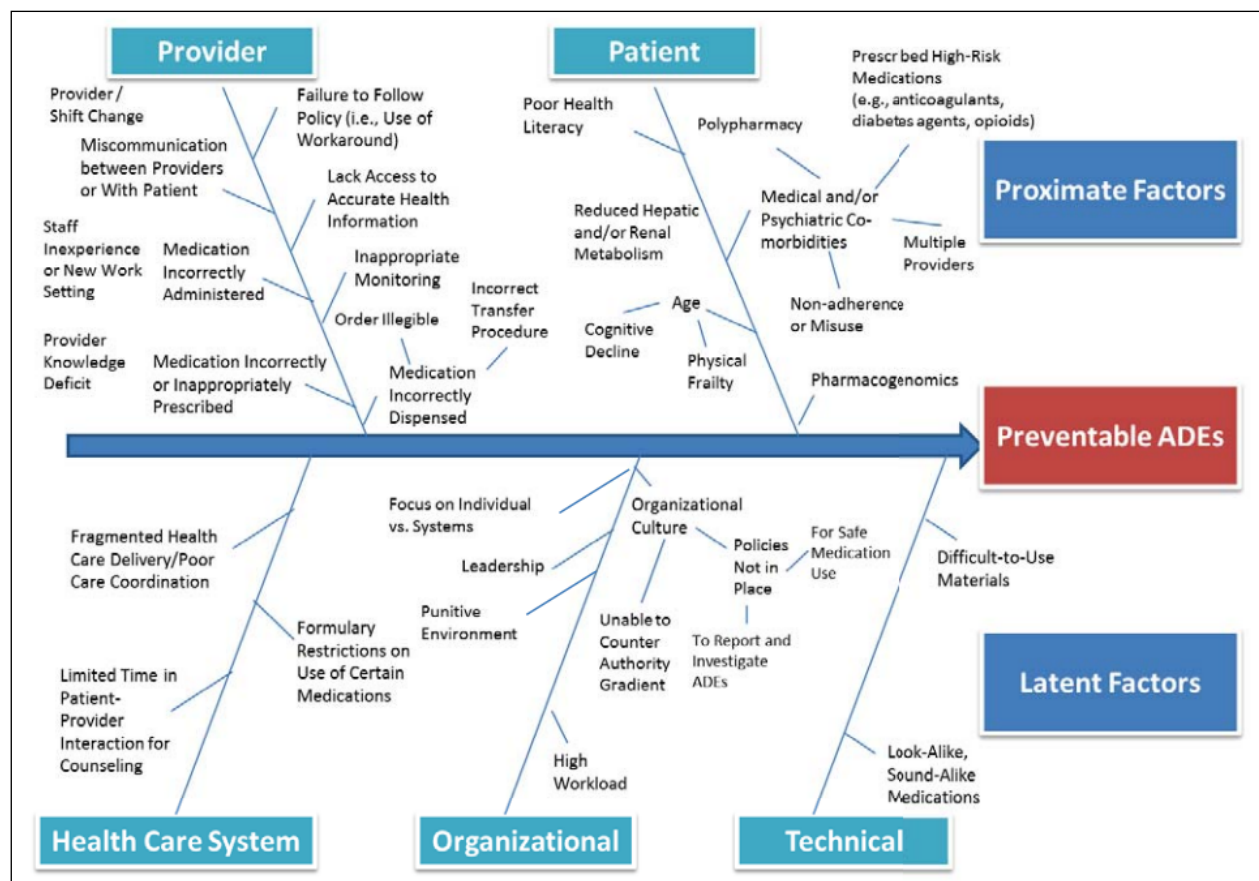 Provider
Provider /
Shift Change
Failure to Follow
Policy (i.e., Use of
Workaround)
Miscommunication
between Providers
or With Patient
Lack Access to
Accurate Health
Information
Staff
Inexperience
or New Work
Setting
Medication
Incorrectly
Administered
Inappropriate
Monitoring
Order Illegible
Incorrect
Transfer
Procedure
Provider
Knowledge
Deficit
Medication Incorrectly
or Inappropriately
Prescribed
Medication
Incorrectly
Dispensed
Patient
Poor Health
Literacy
Polypharmacy
Prescribed High-Risk
Medications
(e.g., anticoagulants,
diabetes agents, opioids)
Reduced Hepatic
and/or Renal
Metabolism
Medical and/or
Psychiatric Co-
morbidities
Multiple
Providers
Non-adherence
or Misuse
Age
Cognitive
Decline
Physical
Frailty
Pharmacogenomics
Proximate Factors
Preventable ADEs
Fragmented Health
Care Delivery/Poor
Care Coordination
Formulary
Restrictions on
Use of Certain
Medications
Limited Time in
Patient-
Provider
Interaction for
Counseling
Health Care System
Focus on Individual
vs. Systems
Leadership
Punitive
Environment
Organizational
Culture
Policies
Not in
Place
For Safe
Medication
Use
Unable to
Counter
Authority
Gradient
To Report and
Investigate
ADEs
High
Workload
Organizational
Difficult-to-Use
Materials
Look-Alike,
Sound-Alike
Medications
Technical
Latent Factors